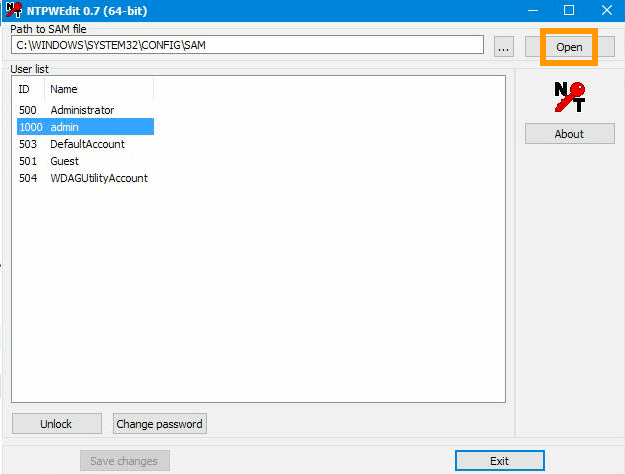 NTPWEdit 0.7 (64-bit)
Path to SAM file
C:\WINDOWS\SYSTEM32\CONFIG\SAM
...
Open
User list
ID Name
500 Administrator
1000 admin
503 DefaultAccount
501 Guest
504 WDAGUtilityAccount
N T
About
Unlock
Change password
Save changes
Exit